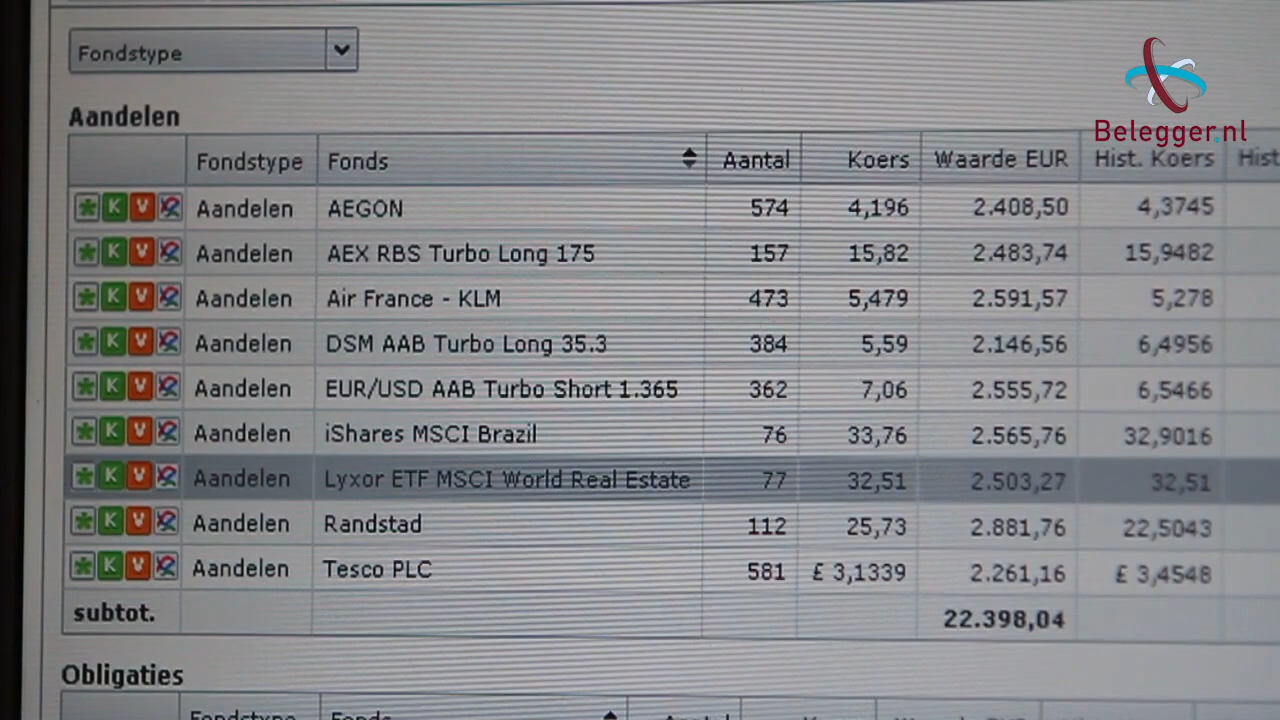 Fondstype
Belegger.nl
Aandelen
Fondstype Fonds Aantal Koers Waarde EUR Hist. Koers Hist
K V Aandelen AEGON 574 4,196 2.408,50 4,3745
K V Aandelen AEX RBS Turbo Long 175 157 15,82 2.483,74 15,9482
K V Aandelen Air France - KLM 473 5,479 2.591,57 5,278
K V Aandelen DSM AAB Turbo Long 35.3 384 5,59 2.146,56 6,4956
K V Aandelen EUR/USD AAB Turbo Short 1.365 362 7,06 2.555,72 6,5466
K V Aandelen iShares MSCI Brazil 76 33,76 2.565,76 32,9016
K V Aandelen Lyxor ETF MSCI World Real Estate 77 32,51 2.503,27 32,51
K V Aandelen Randstad 112 25,73 2.881,76 22,5043
K V Aandelen Tesco PLC 581 £ 3,1339 2.261,16 £ 3,4548
subtot. 22.398,04
Obligaties
Fondstype Fonds Aantal Koers Waarde EUR